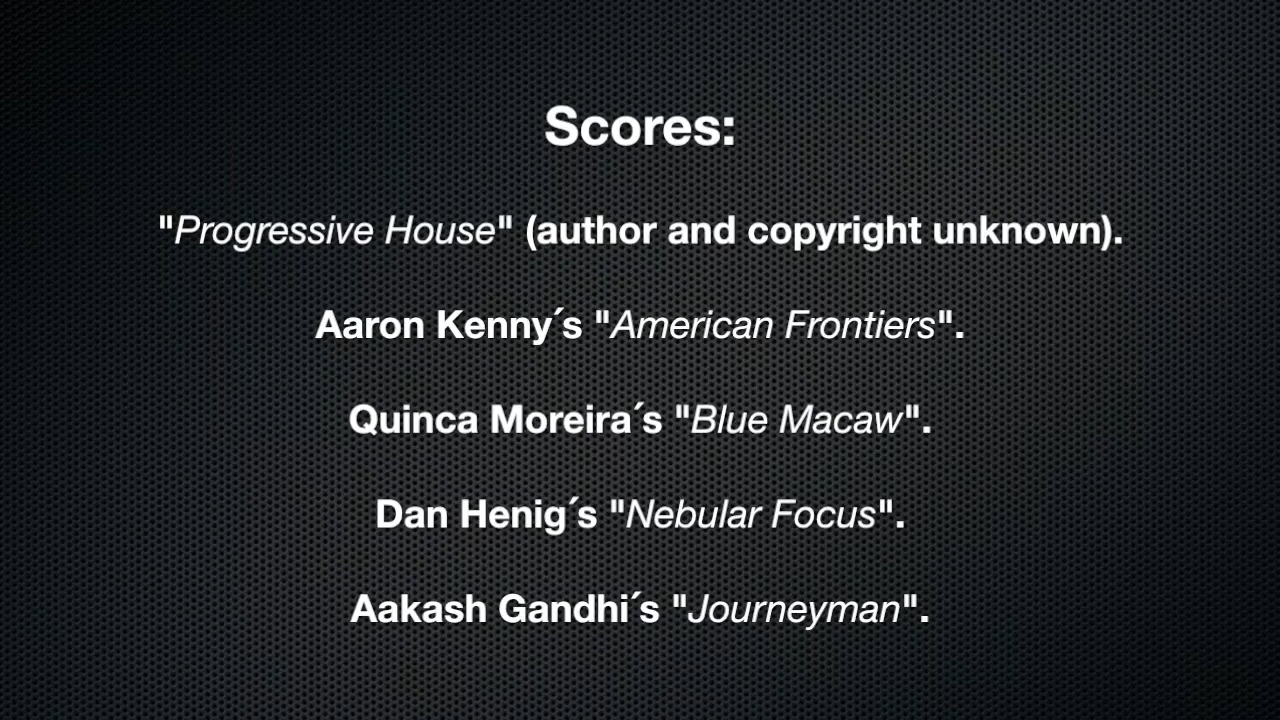 Scores:
"Progressive House" (author and copyright unknown).
Aaron Kenny´s "American Frontiers".
Quinca Moreira´s "Blue Macaw".
Dan Henig´s "Nebular Focus".
Aakash Gandhi´s "Journeyman".